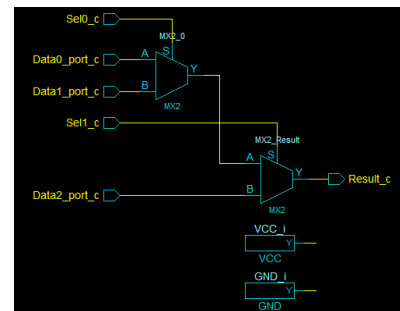 Sel0_c
MX2_0
S
Data0_port_c
A
Y
Data1_port_c
B
MX2
Sel1_c
MX2_Result
S
A
Y
Result_c
Data2_port_c
B
MX2
VCC_i
Y
VCC
GND_i
Y
GND